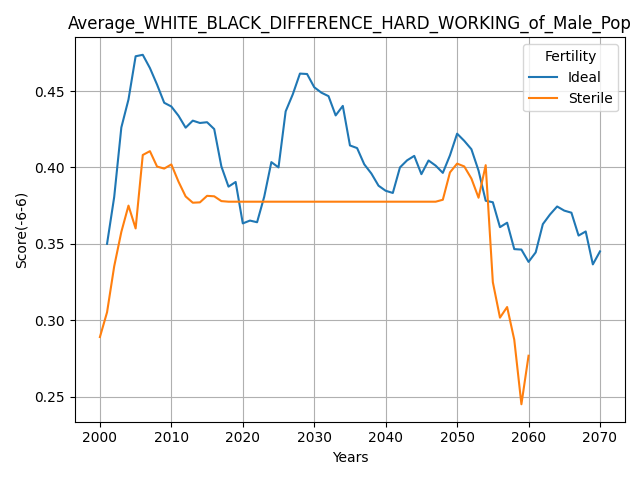 Average_WHITE_BLACK_DIFFERENCE_HARD_WORKING_of_Male_Pop
Fertility
Ideal
Sterile
Score(-6-6)
0.45
0.40
0.35
0.30
0.25
2000 2010 2020 2030 2040 2050 2060 2070
Years